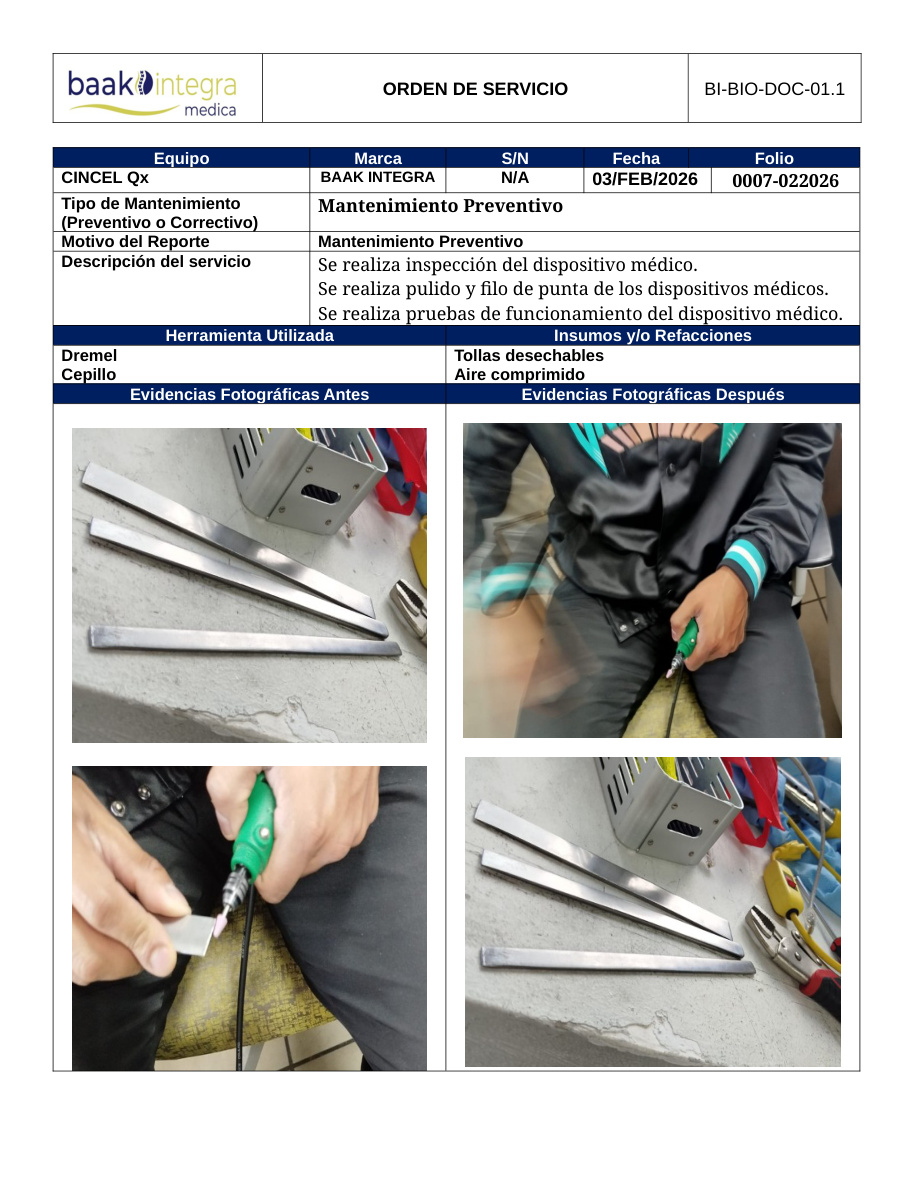 baak integra
medica
ORDEN DE SERVICIO
BI-BIO-DOC-01.1
Equipo Marca S/N Fecha Folio
CINCEL Qx BAAK INTEGRA N/A 03/FEB/2026 0007-022026
Tipo de Mantenimiento
(Preventivo o Correctivo)
Mantenimiento Preventivo
Motivo del Reporte Mantenimiento Preventivo
Descripción del servicio
Se realiza inspección del dispositivo médico.
Se realiza pulido y filo de punta de los dispositivos médicos.
Se realiza pruebas de funcionamiento del dispositivo médico.
Herramienta Utilizada Insumos y/o Refacciones
Dremel
Cepillo
Tollas desechables
Aire comprimido
Evidencias Fotográficas Antes Evidencias Fotográficas Después